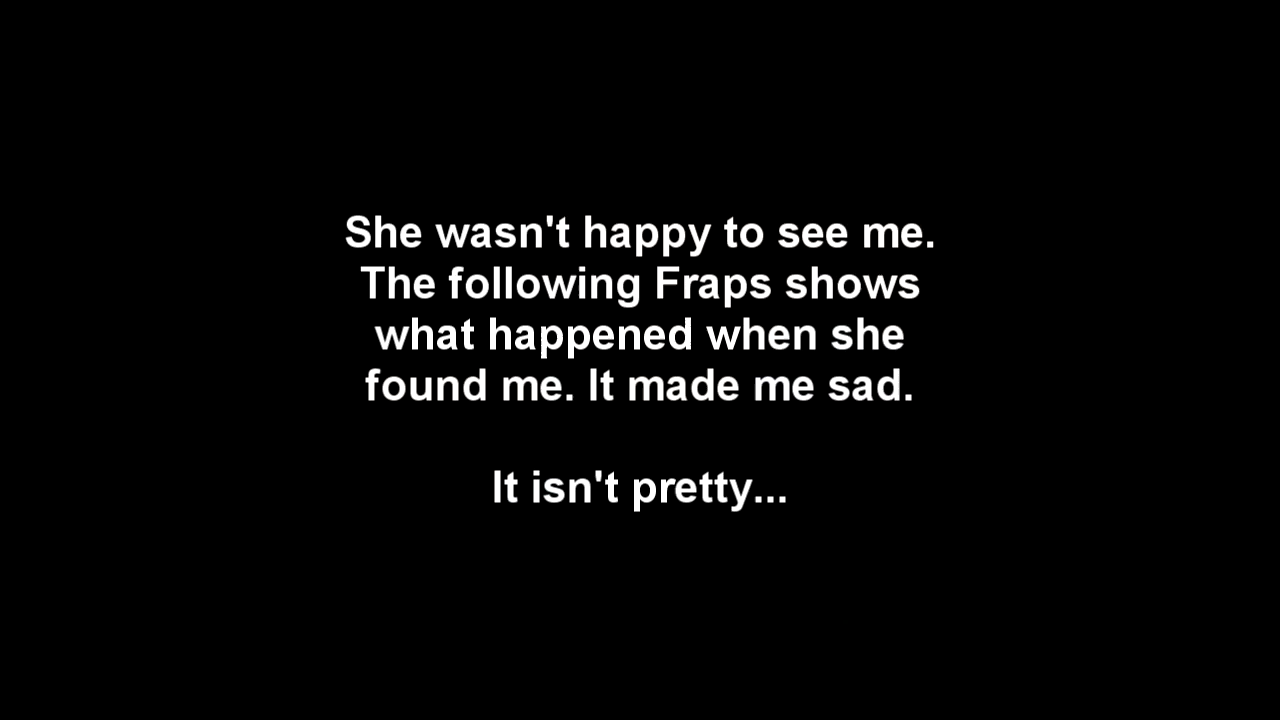 She wasn't happy to see me.
The following Fraps shows
what happened when she
found me. It made me sad.
It isn't pretty...